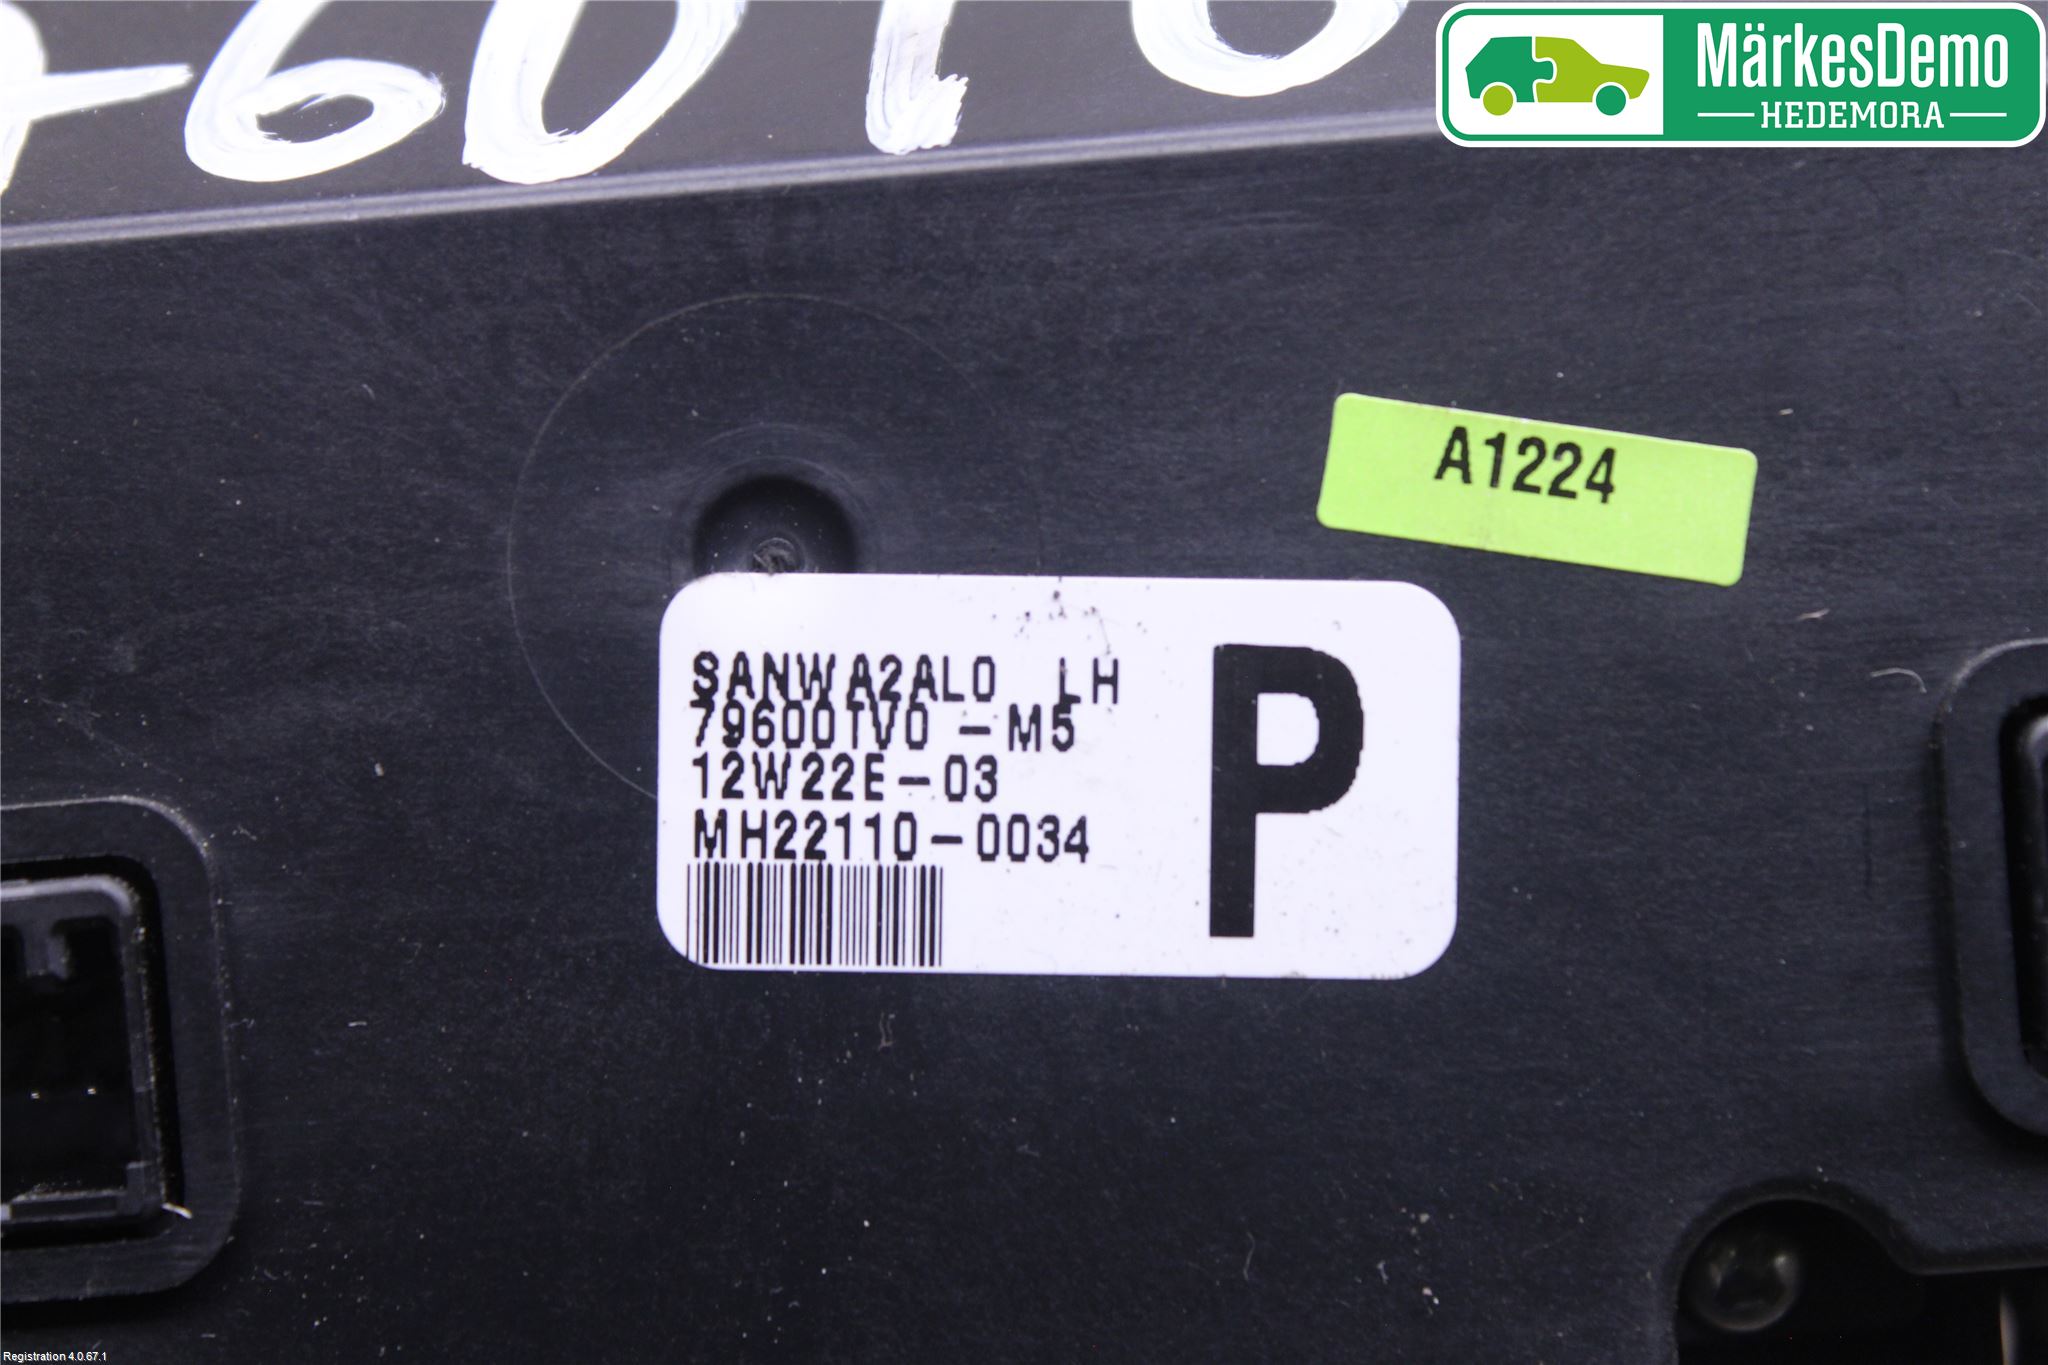 MärkesDemo
HEDEMORA
A1224
SANWA2AL0 LH
79600TV0 -M5
12W22E-03
MH22110-0034
P
Registration 4.0.67.1